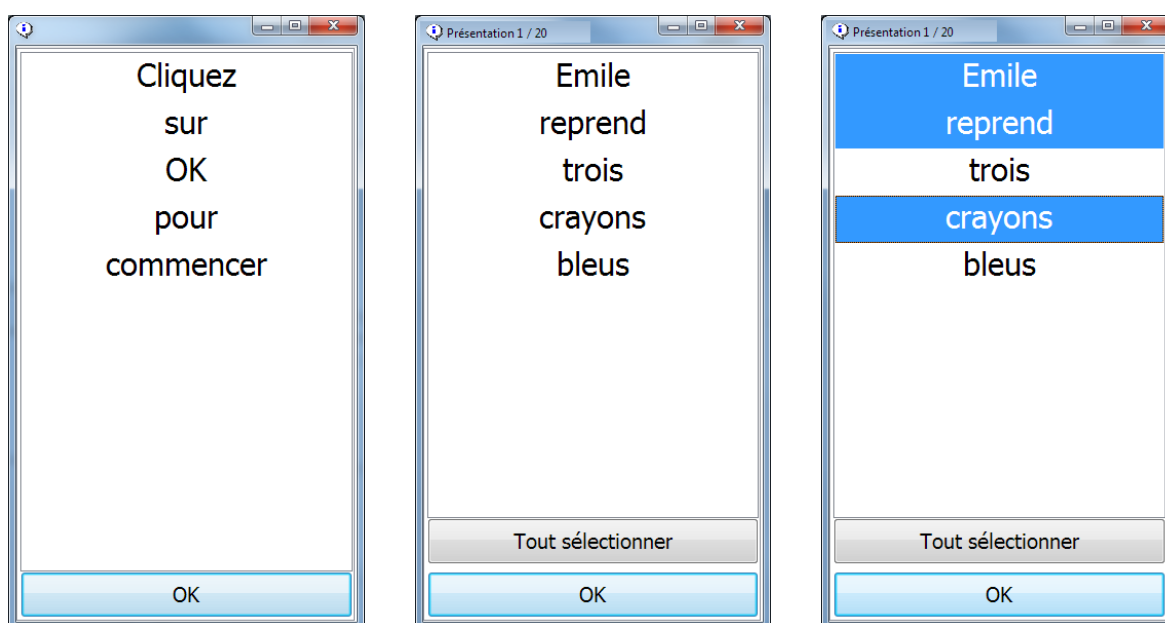 Cliquez
sur
OK
pour
commencer
OK
Présentation 1 / 20
Emile
reprend
trois
crayons
bleus
Tout sélectionner
OK
Présentation 1 / 20
Emile
reprend
trois
crayons
bleus
Tout sélectionner
OK